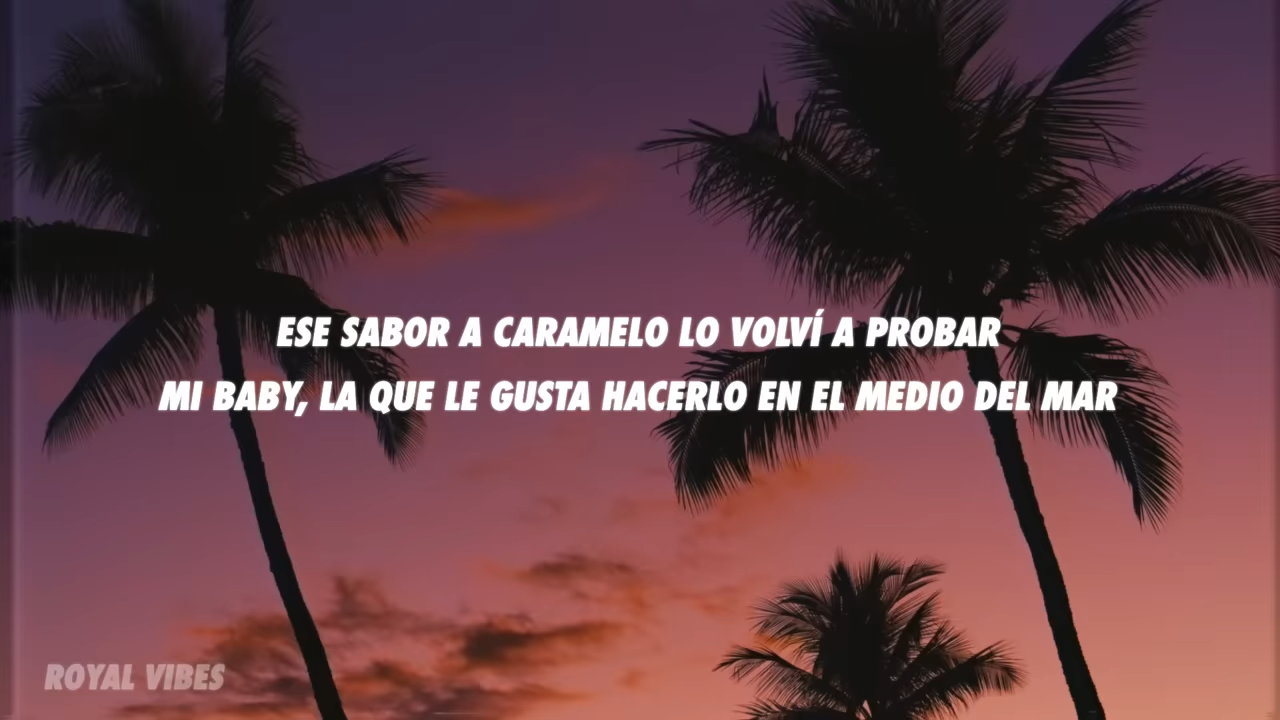 ESE SABOR A CARAMELO LO VOLVÍ A PROBAR
MI BABY, LA QUE LE GUSTA HACERLO EN EL MEDIO DEL MAR
ROYAL VIBES